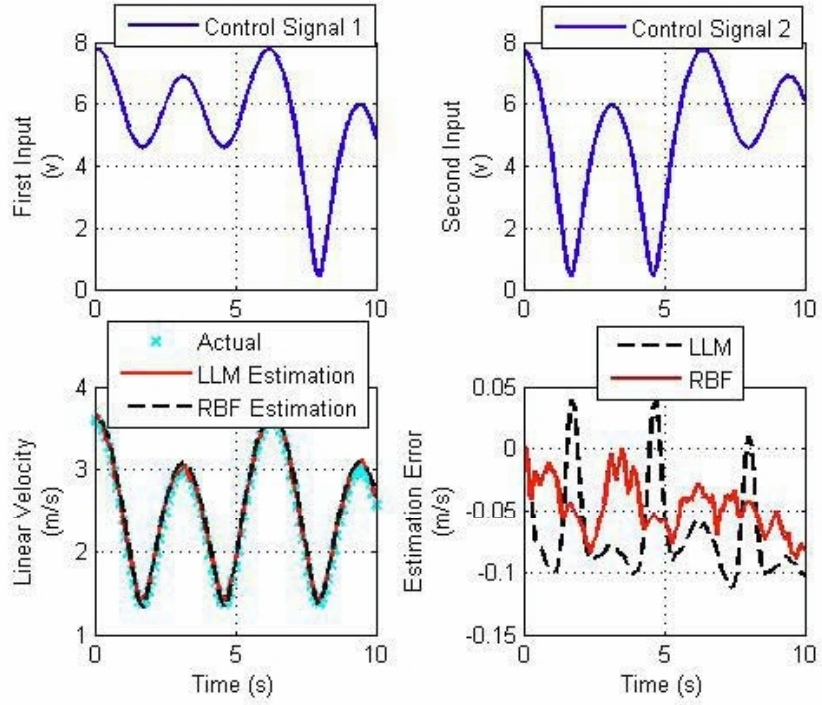 Control Signal 1
8
6
4
2
0
First Input
(v)
0
5
10
Control Signal 2
8
6
4
2
0
Second Input
(v)
0
5
10
Actual
LLM Estimation
RBF Estimation
4
3
2
1
Linear Velocity
(m/s)
0
5
10
Time (s)
LLM
RBF
0.05
0
-0.05
-0.1
-0.15
Estimation Error
(m/s)
0
5
10
Time (s)